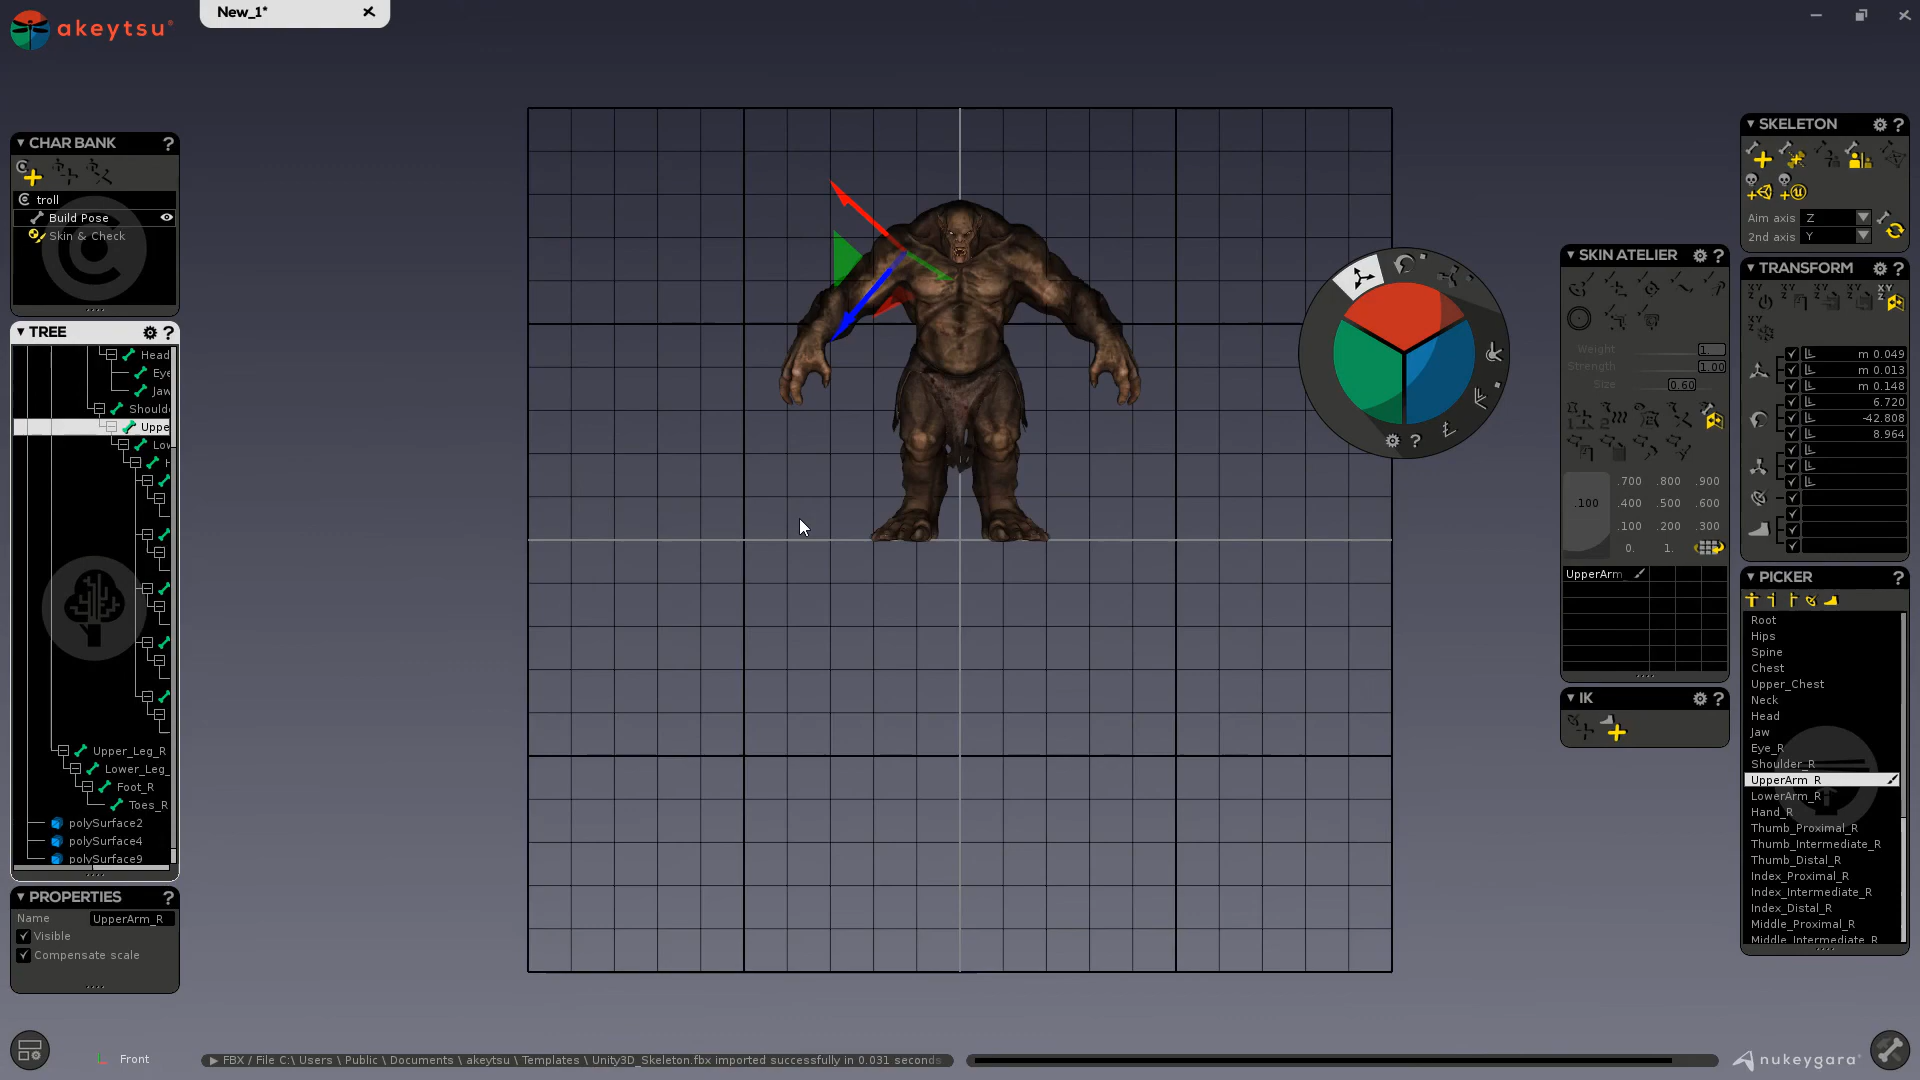 New_1*
akeytsu
CHAR BANK
?
troll
Build Pose
Skin & Check
TREE
?
Head
Eye
Jaw
Should
Uppe
Lo
H
Upper_Leg_R
Lower_Leg_
Foot_R
Toes_R
polySurface2
polySurface4
polySurface9
PROPERTIES
?
Name UpperArm_R
Visible
Compensate scale
Front
FBX / File C:\ Users \ Public \ Documents \ akeytsu \ Templates \ Unity3D_Skeleton.fbx imported successfully in 0.031 seconds
?
SKIN ATELIER
?
Weight 1.
Strength 1.00
Size 0.60
.100
.700 .800 .900
.400 .500 .600
.100 .200 .300
0. 1.
UpperArm_
IK
?
SKELETON
?
Aim axis Z
2nd axis Y
TRANSFORM
?
m 0.049
m 0.013
m 0.148
6.720
-42.808
8.964
PICKER
?
Root
Hips
Spine
Chest
Upper_Chest
Neck
Head
Jaw
Eye_R
Shoulder_R
UpperArm_R
LowerArm_R
Hand_R
Thumb_Proximal_R
Thumb_Intermediate_R
Thumb_Distal_R
Index_Proximal_R
Index_Intermediate_R
Index_Distal_R
Middle_Proximal_R
Middle_Intermediate_R
nukeygara